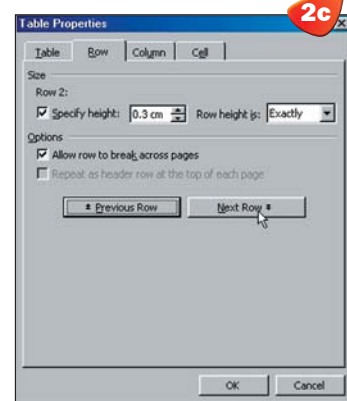 2c
Table Properties
Table Row Column Cell
Size
Row 2:
Specify height: 0.3 cm Row height is: Exactly
Options
Allow row to break across pages
Repeat as header row at the top of each page
Previous Row Next Row
OK Cancel